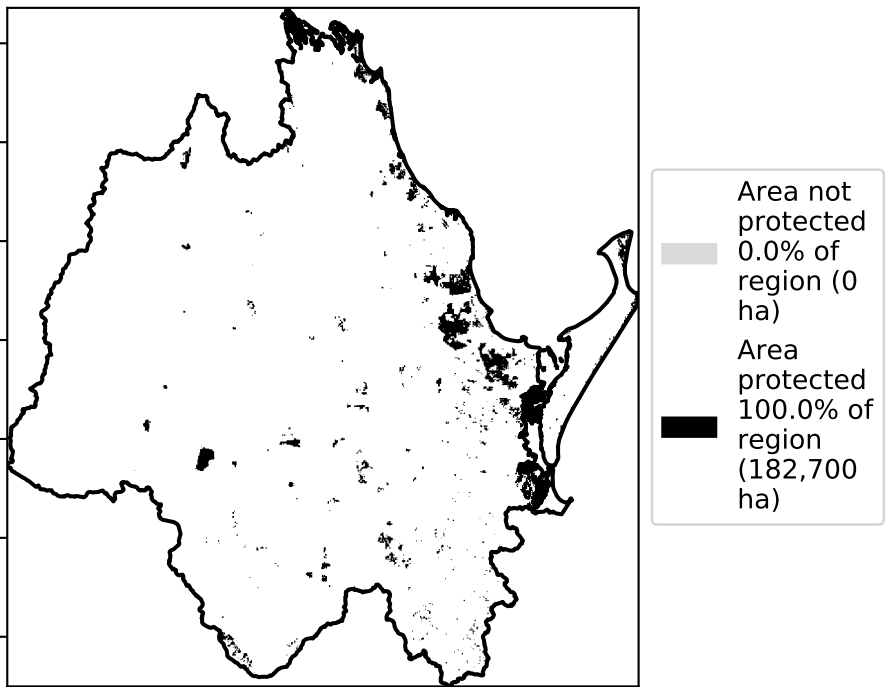 Area not
protected
0.0% of
region (0
ha)
Area
protected
100.0% of
region
(182,700
ha)